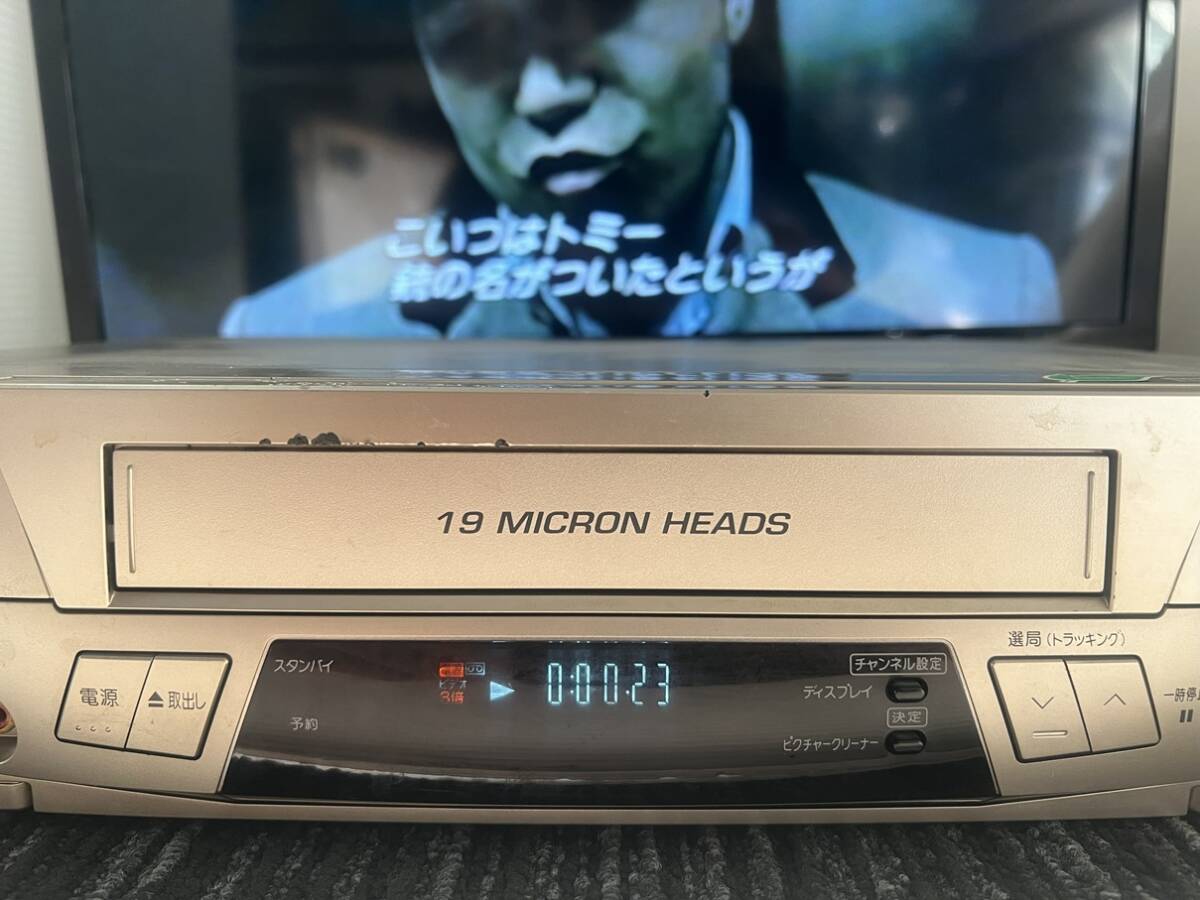 こいつはトミー
銃の名がついたというが
19 MICRON HEADS
選局(トラッキング)
電源
取出し
スタンバイ
予約
ビデオ
3倍
0:00.23
チャンネル設定
ディスプレイ
決定
ピクチャークリーナー
一時停止